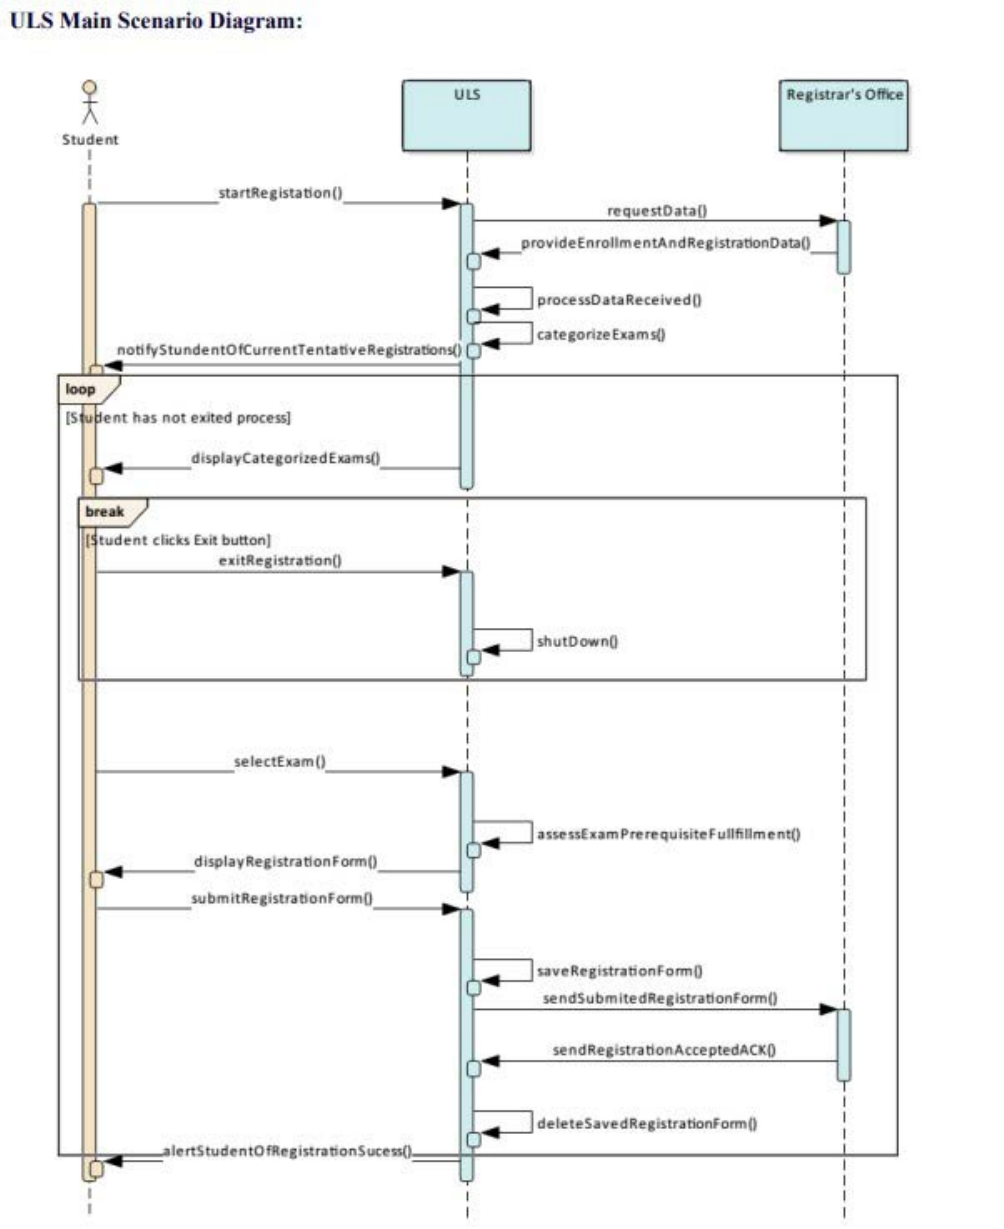 ULS Main Scenario Diagram:
Student
ULS
Registrar's Office
startRegistation()
requestData()
provideEnrollmentAndRegistrationData()
processDataReceived()
categorizeExams()
notifyStundentOfCurrentTentativeRegistrations()
loop
[Student has not exited process]
displayCategorizedExams()
break
[Student clicks Exit button]
exitRegistration()
shutDown()
selectExam()
assessExamPrerequisiteFullfillment()
displayRegistrationForm()
submitRegistrationForm()
saveRegistrationForm()
sendSubmitedRegistrationForm()
sendRegistrationAcceptedACK()
deleteSavedRegistrationForm()
alertStudentOfRegistrationSucess()